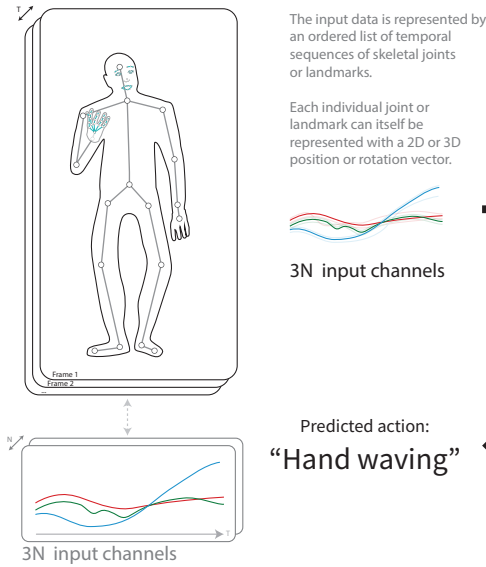 T
The input data is represented by
an ordered list of temporal
sequences of skeletal joints
or landmarks.
Each individual joint or
landmark can itself be
represented with a 2D or 3D
position or rotation vector.
3N input channels
Frame 1
Frame 2
...
Predicted action:
“Hand waving”
N
T
3N input channels